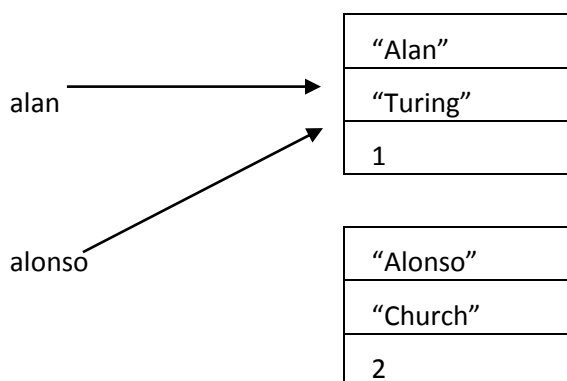 “Alan”
alan
“Turing”
1
alonso
“Alonso”
“Church”
2